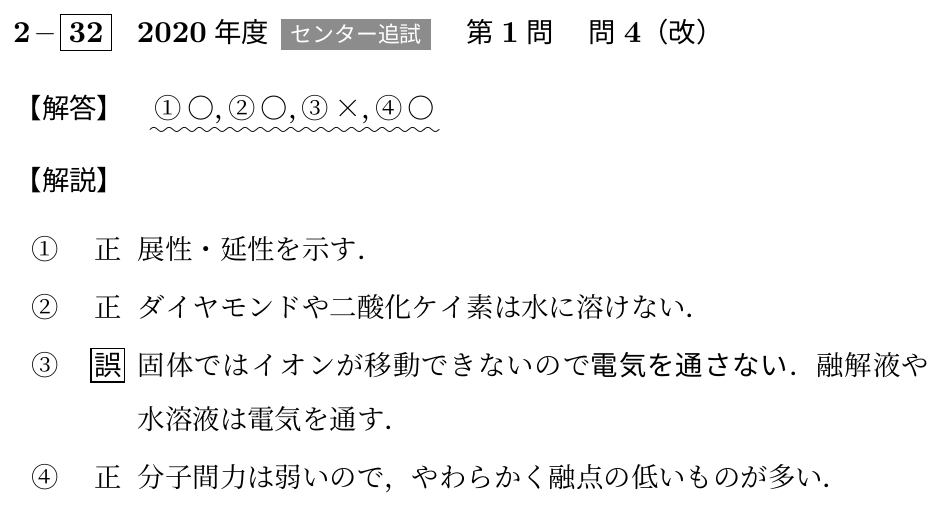 2－32 2020 年度 センター追試 第 1 問 問 4（改）
【解答】 ①○,②○,③×,④○
【解説】
① 正 展性・延性を示す．
② 正 ダイヤモンドや二酸化ケイ素は水に溶けない．
③ 誤 固体ではイオンが移動できないので電気を通さない．融解液や
水溶液は電気を通す．
④ 正 分子間力は弱いので，やわらかく融点の低いものが多い．